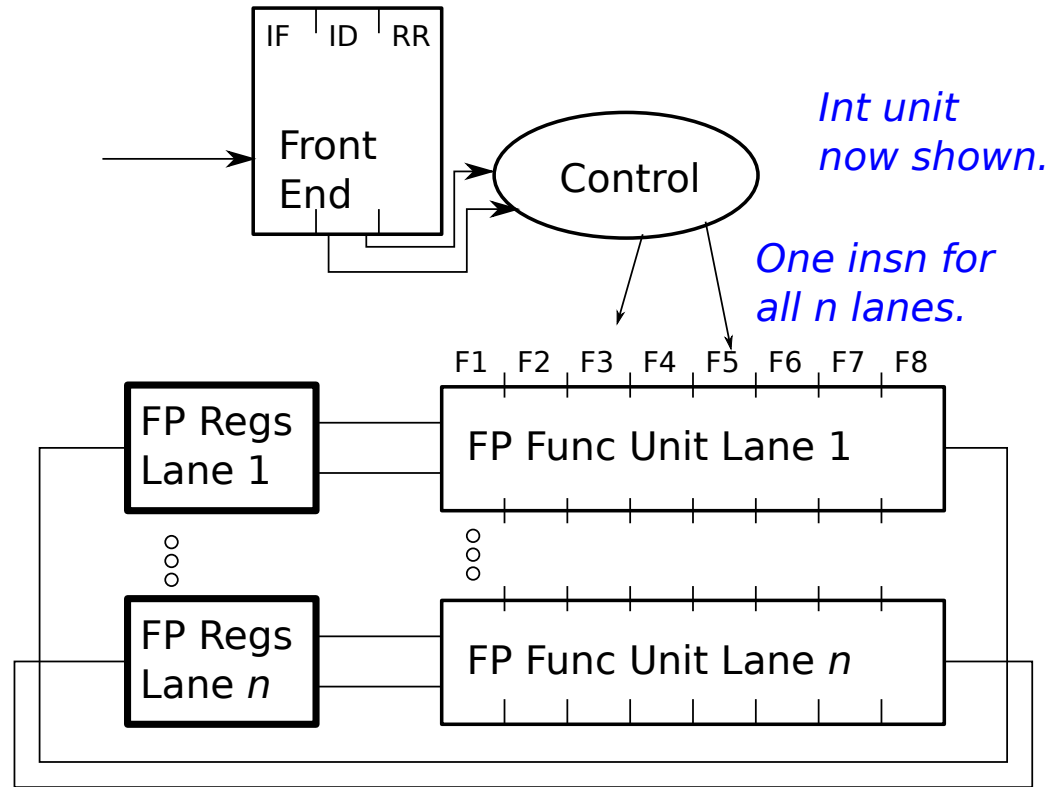 IF ID RR
Front
End
Control
Int unit
now shown.
One insn for
all n lanes.
F1 F2 F3 F4 F5 F6 F7 F8
FP Regs
Lane 1
FP Func Unit Lane 1
FP Regs
Lane n
FP Func Unit Lane n